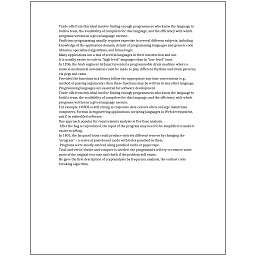 Trade-offs from this ideal involve finding enough programmers who know the language to
build a team, the availability of compilers for that language, and the efficiency with which
programs written in a given language execute.
Proficient programming usually requires expertise in several different subjects, including
knowledge of the application domain, details of programming languages and generic code
libraries, specialized algorithms, and formal logic.
Many applications use a mix of several languages in their construction and use.
It is usually easier to code in "high-level" languages than in "low-level" ones.
In 1206, the Arab engineer Al-Jazari invented a programmable drum machine where a
musical mechanical automaton could be made to play different rhythms and drum patterns,
via pegs and cams.
Provided the functions in a library follow the appropriate run-time conventions (e.g.,
method of passing arguments), then these functions may be written in any other language.
Programming languages are essential for software development.
Trade-offs from this ideal involve finding enough programmers who know the language to
build a team, the availability of compilers for that language, and the efficiency with which
programs written in a given language execute.
For example, COBOL is still strong in corporate data centers often on large mainframe
computers, Fortran in engineering applications, scripting languages in Web development,
and C in embedded software.
One approach popular for requirements analysis is Use Case analysis.
After the bug is reproduced, the input of the program may need to be simplified to make it
easier to debug.
In 1801, the Jacquard loom could produce entirely different weaves by changing the
"program" – a series of pasteboard cards with holes punched in them.
Programs were mostly entered using punched cards or paper tape.
Trial-and-error/divide-and-conquer is needed: the programmer will try to remove some
parts of the original test case and check if the problem still exists.
He gave the first description of cryptanalysis by frequency analysis, the earliest code-
breaking algorithm.